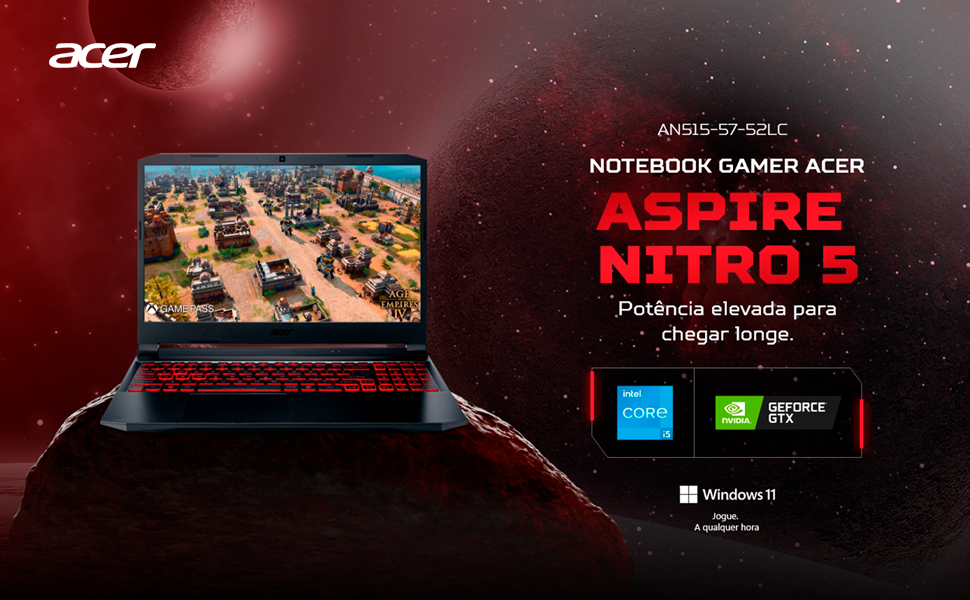 acer
AN515-57-52LC
NOTEBOOK GAMER ACER
ASPIRE
NITRO 5
Potência elevada para
chegar longe.
intel
CORE
i5
NVIDIA.
GEFORCE
GTX
Windows 11
Jogue.
A qualquer hora
GAME PASS
AGE
EMPIRES
IV
acer